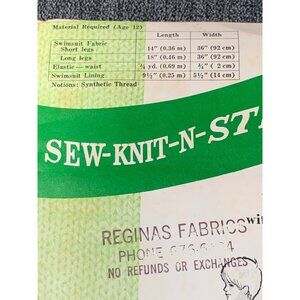 Material Required (Age 12)
Length Width
Swimsuit Fabric
Short legs 14" (0.36 m) 36" (92 cm)
Long legs 18" (0.46 m) 36" (92 cm)
Elastic — waist ¾ yd. (0.69 m) ¾" ( 2 cm)
Swimsuit Lining 9½" (0.25 m) 5½" (14 cm)
Notions: Synthetic Thread
SEW-KNIT-N-ST
REGINAS FABRICS
PHONE
NO REFUNDS OR EXCHANGES